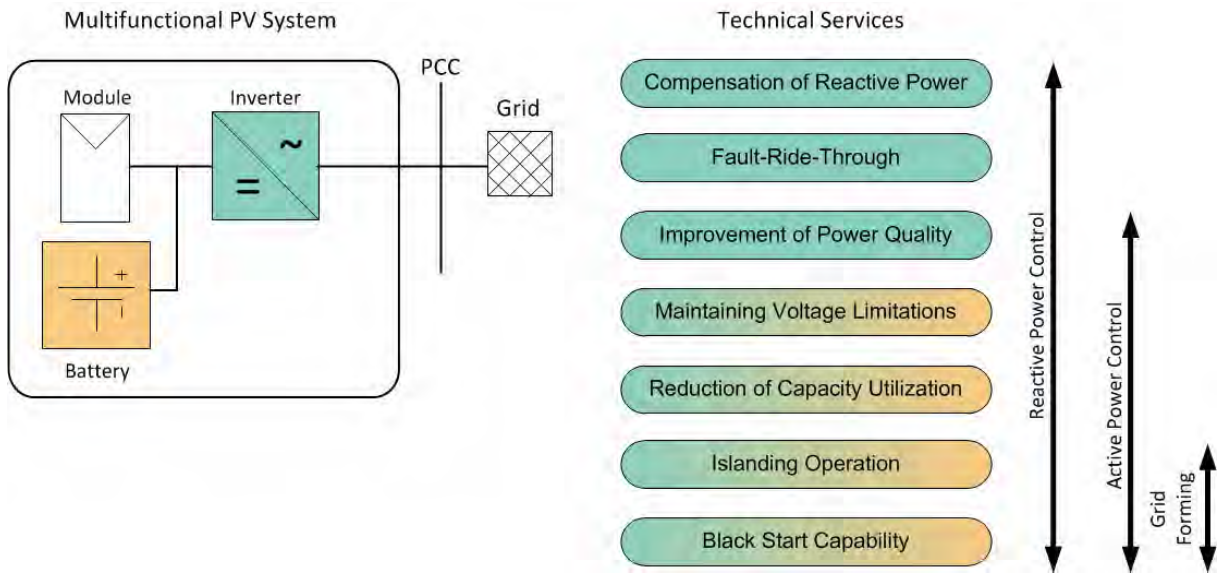 Multifunctional PV System
Technical Services
Module
Inverter
PCC
Grid
~
=
+
-
Battery
Compensation of Reactive Power
Fault-Ride-Through
Improvement of Power Quality
Maintaining Voltage Limitations
Reduction of Capacity Utilization
Islanding Operation
Black Start Capability
Reactive Power Control
Active Power Control
Grid
Forming